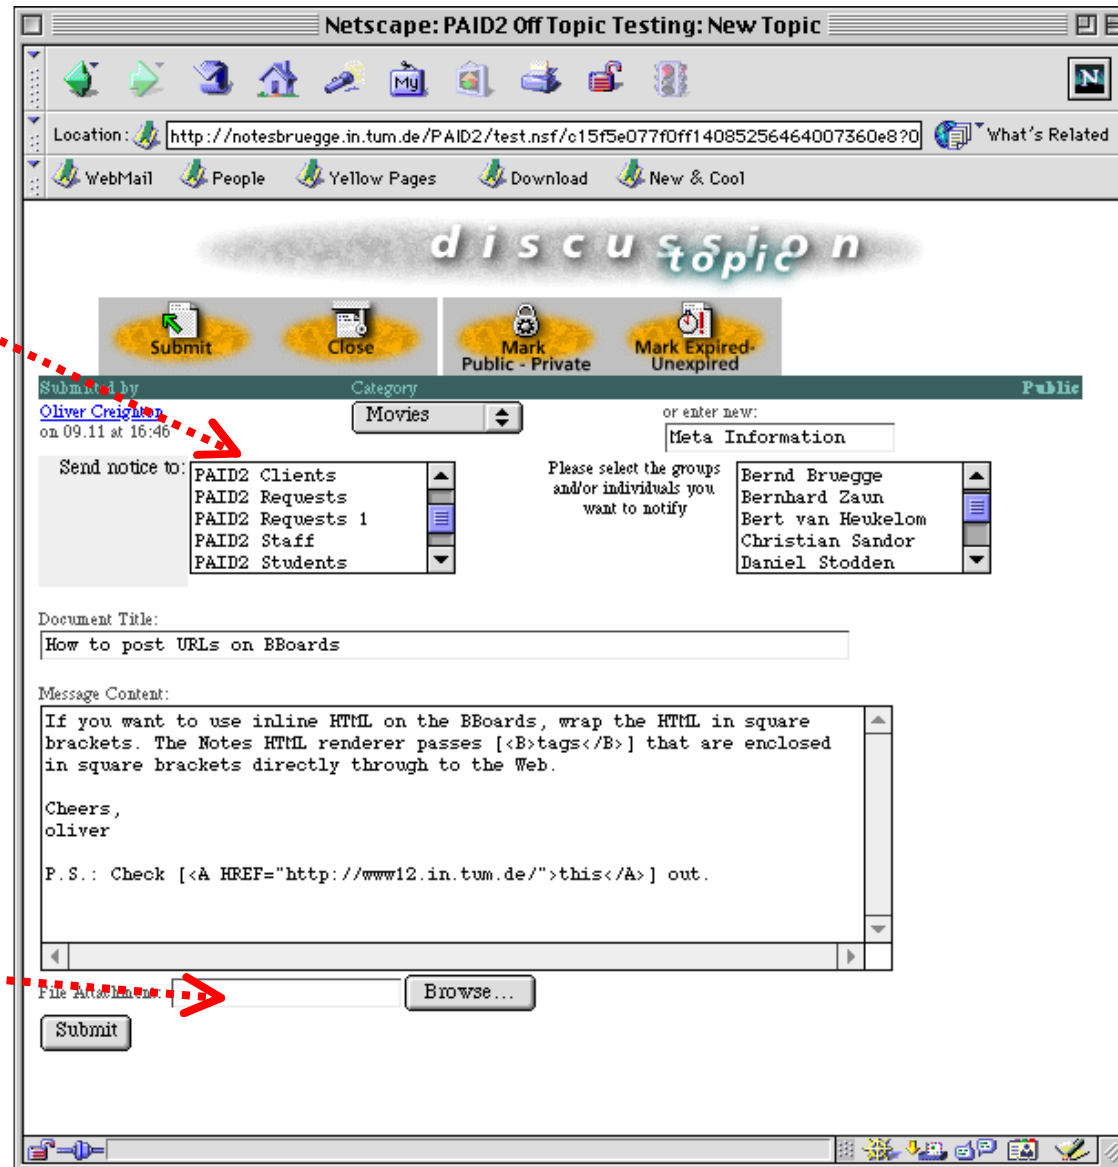 Netscape: PAID2 Off Topic Testing: New Topic
My
N
Location: http://notesbruegge.in.tum.de/PAID2/test.nsf/c15f5e077f0ff14085256464007360e8?O What's Related
WebMail People Yellow Pages Download New & Cool
discussion
topic
Submit Close Mark Public - Private Mark Expired-Unexpired
Submitted by Category Public
Oliver Creighton Movies or enter new:
on 09.11 at 16:46 Meta Information
Send notice to: Please select the groups and/or individuals you want to notify
PAID2 Clients
PAID2 Requests
PAID2 Requests 1
PAID2 Staff
PAID2 Students
Bernd Bruegge
Bernhard Zaun
Bert van Heukelom
Christian Sandor
Daniel Stodden
Document Title:
How to post URLs on BBoards
Message Content:
If you want to use inline HTML on the BBoards, wrap the HTML in square
brackets. The Notes HTML renderer passes [<B>tags</B>] that are enclosed
in square brackets directly through to the Web.
Cheers,
oliver
P.S.: Check [<A HREF="http://www12.in.tum.de/">this</A>] out.
File Attachment: Browse...
Submit